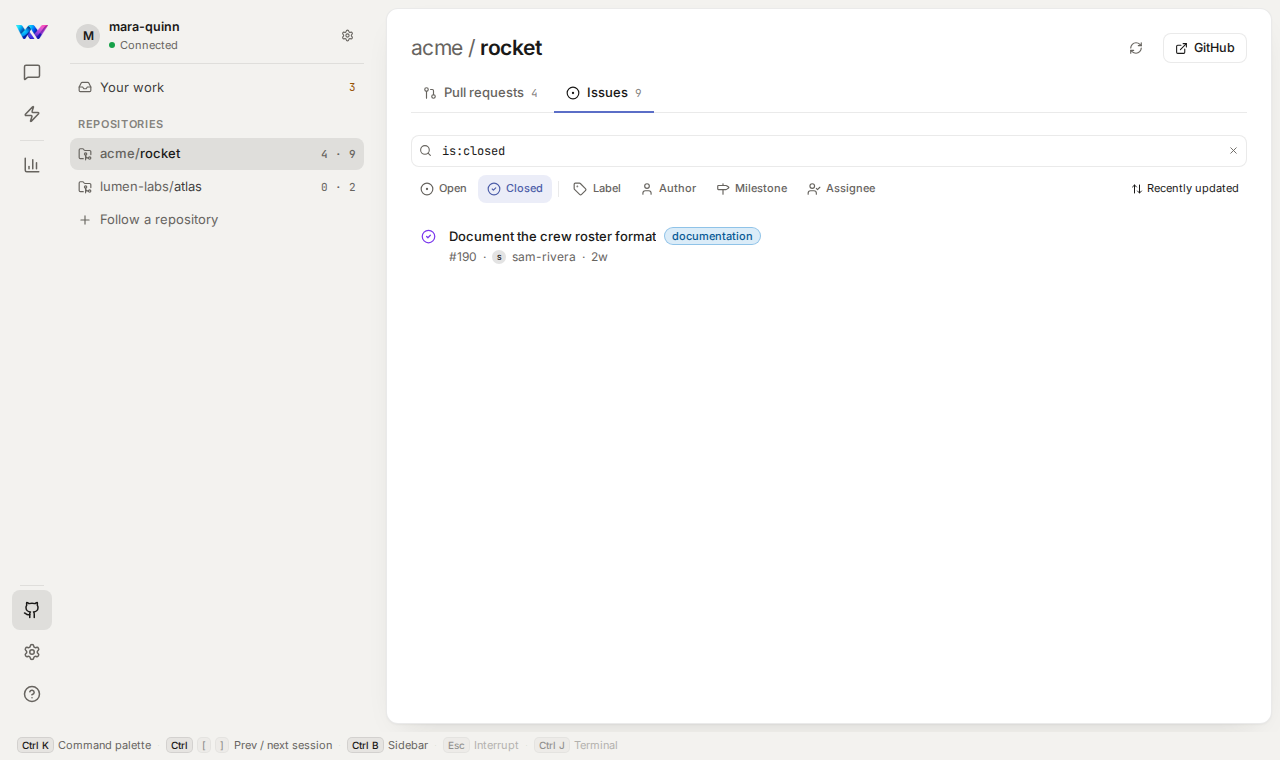 M
mara-quinn
Connected
Your work 3
REPOSITORIES
acme/rocket 4 · 9
lumen-labs/atlas 0 · 2
Follow a repository
acme / rocket
GitHub
Pull requests 4
Issues 9
is:closed
Open Closed Label Author Milestone Assignee Recently updated
Document the crew roster format documentation
#190 · s sam-rivera · 2w
Ctrl K Command palette Ctrl [ ] Prev / next session Ctrl B Sidebar Esc Interrupt Ctrl J Terminal